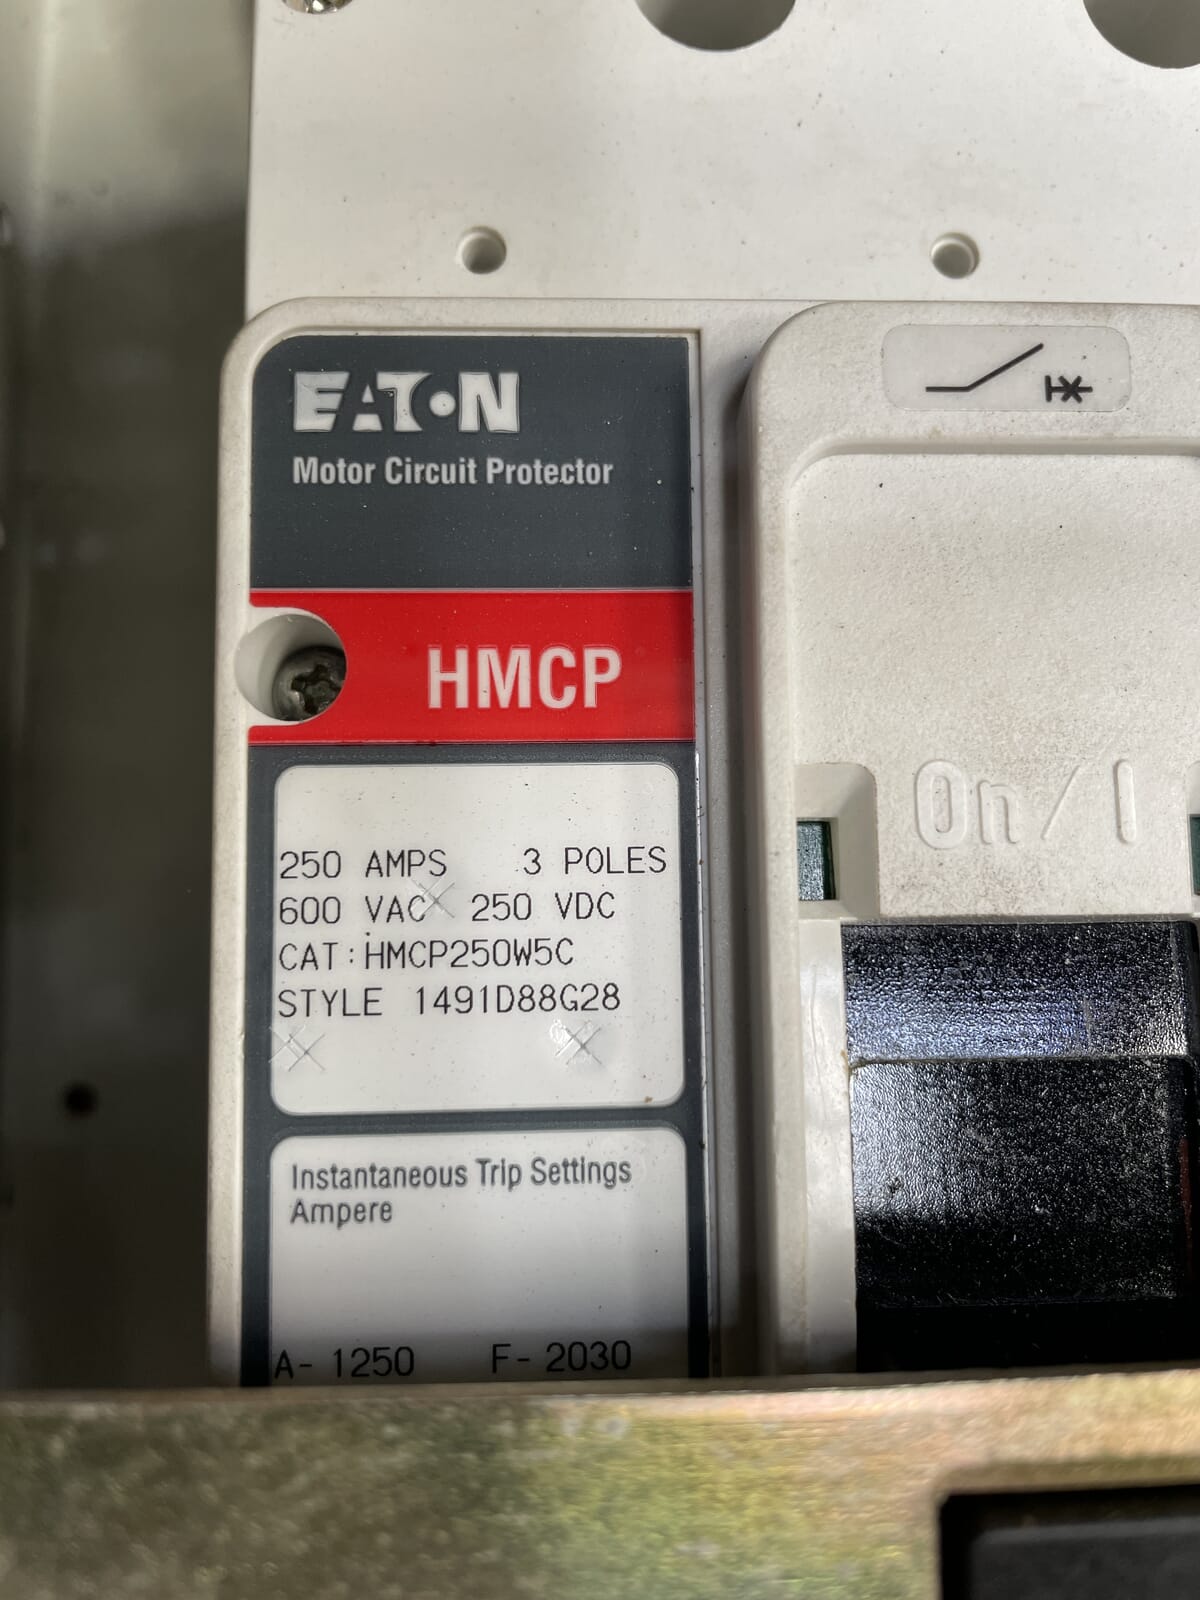 EATON
Motor Circuit Protector
HMCP
250 AMPS 3 POLES
600 VAC 250 VDC
CAT: HMCP250W5C
STYLE 1491D88G28
Instantaneous Trip Settings
Ampere
A- 1250 F- 2030
On / I